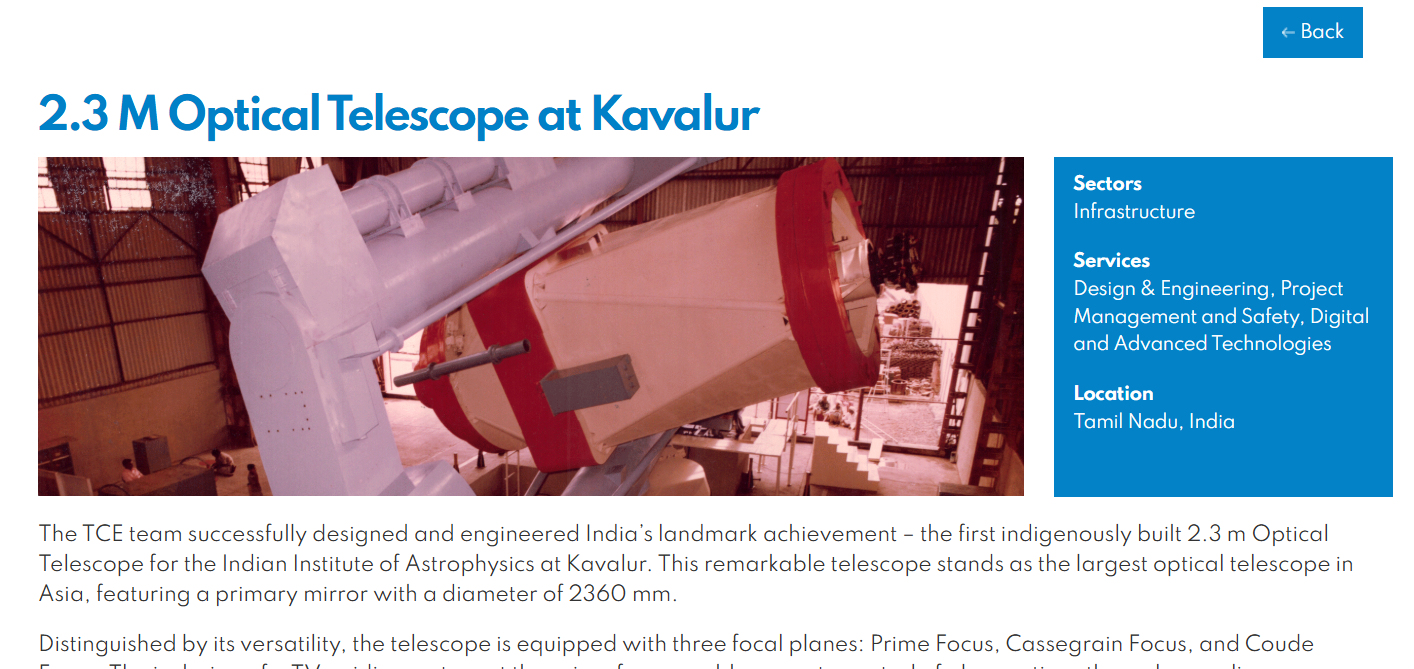 ← Back
2.3 M Optical Telescope at Kavalur
Sectors
Infrastructure
Services
Design & Engineering, Project
Management and Safety, Digital
and Advanced Technologies
Location
Tamil Nadu, India
The TCE team successfully designed and engineered India's landmark achievement – the first indigenously built 2.3 m Optical
Telescope for the Indian Institute of Astrophysics at Kavalur. This remarkable telescope stands as the largest optical telescope in
Asia, featuring a primary mirror with a diameter of 2360 mm.
Distinguished by its versatility, the telescope is equipped with three focal planes: Prime Focus, Cassegrain Focus, and Coude